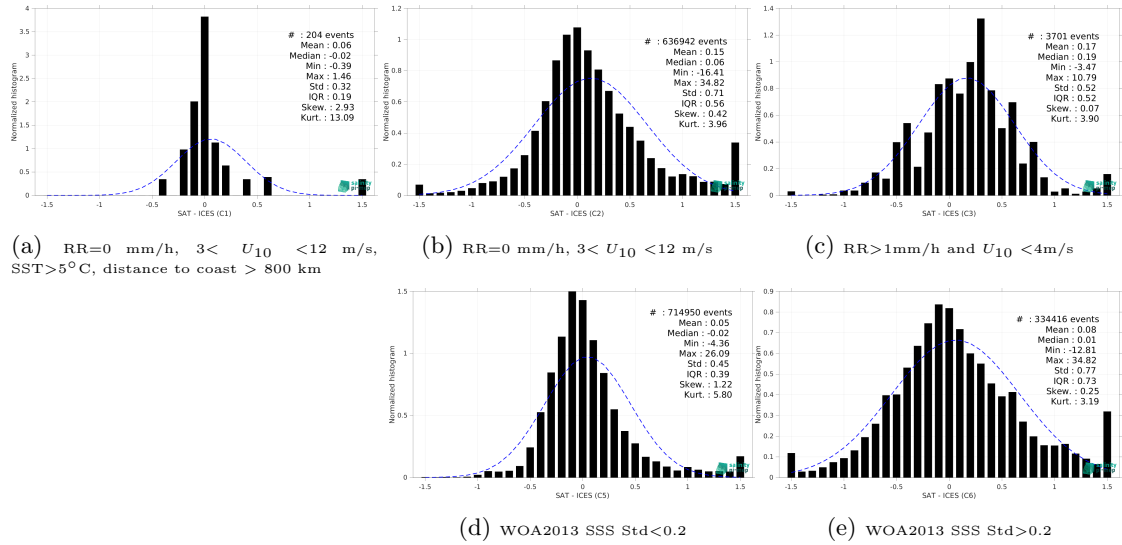 4
3.5
3
2.5
2
1.5
1
0.5
0
Normalized histogram
# : 204 events
Mean : 0.06
Median : -0.02
Min : -0.39
Max : 1.46
Std : 0.32
IQR : 0.19
Skew. : 2.93
Kurt. : 13.09
-1.5 -1 -0.5 0 0.5 1 1.5
SAT - ICES (C1)
(a) RR=0 mm/h, 3< U10 <12 m/s,
SST>5°C, distance to coast > 800 km
1.2
1
0.8
0.6
0.4
0.2
0
Normalized histogram
# : 636942 events
Mean : 0.15
Median : 0.06
Min : -16.41
Max : 34.82
Std : 0.71
IQR : 0.56
Skew. : 0.42
Kurt. : 3.96
-1.5 -1 -0.5 0 0.5 1 1.5
SAT - ICES (C2)
(b) RR=0 mm/h, 3< U10 <12 m/s
1.4
1.2
1
0.8
0.6
0.4
0.2
0
Normalized histogram
# : 3701 events
Mean : 0.17
Median : 0.19
Min : -3.47
Max : 10.79
Std : 0.52
IQR : 0.52
Skew. : 0.07
Kurt. : 3.90
-1.5 -1 -0.5 0 0.5 1 1.5
SAT - ICES (C3)
(c) RR>1mm/h and U10 <4m/s
1.5
1
0.5
0
Normalized histogram
# : 714950 events
Mean : 0.05
Median : -0.02
Min : -4.36
Max : 26.09
Std : 0.45
IQR : 0.39
Skew. : 1.22
Kurt. : 5.80
-1.5 -1 -0.5 0 0.5 1 1.5
SAT - ICES (C5)
(d) WOA2013 SSS Std<0.2
0.9
0.8
0.7
0.6
0.5
0.4
0.3
0.2
0.1
0
Normalized histogram
# : 334416 events
Mean : 0.08
Median : 0.01
Min : -12.81
Max : 34.82
Std : 0.77
IQR : 0.73
Skew. : 0.25
Kurt. : 3.19
-1.5 -1 -0.5 0 0.5 1 1.5
SAT - ICES (C6)
(e) WOA2013 SSS Std>0.2